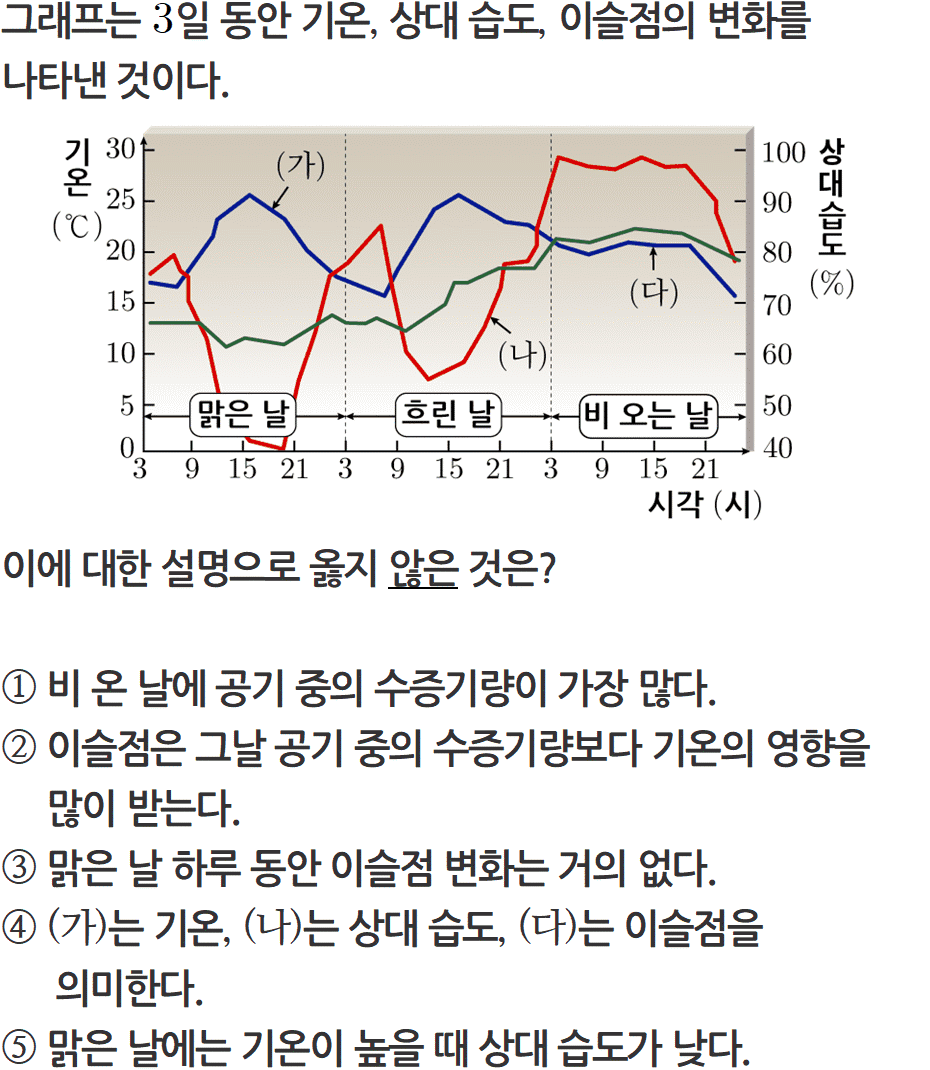 그래프는 3일 동안 기온, 상대 습도, 이슬점의 변화를
나타낸 것이다.
기온
(℃)
30
25
20
15
10
5
0
상대습도
(%)
100
90
80
70
60
50
40
(가)
(나)
(다)
맑은 날
흐린 날
비 오는 날
3 9 15 21 3 9 15 21 3 9 15 21
시각 (시)
이에 대한 설명으로 옳지 않은 것은?
① 비 온 날에 공기 중의 수증기량이 가장 많다.
② 이슬점은 그날 공기 중의 수증기량보다 기온의 영향을
많이 받는다.
③ 맑은 날 하루 동안 이슬점 변화는 거의 없다.
④ (가)는 기온, (나)는 상대 습도, (다)는 이슬점을
의미한다.
⑤ 맑은 날에는 기온이 높을 때 상대 습도가 낮다.